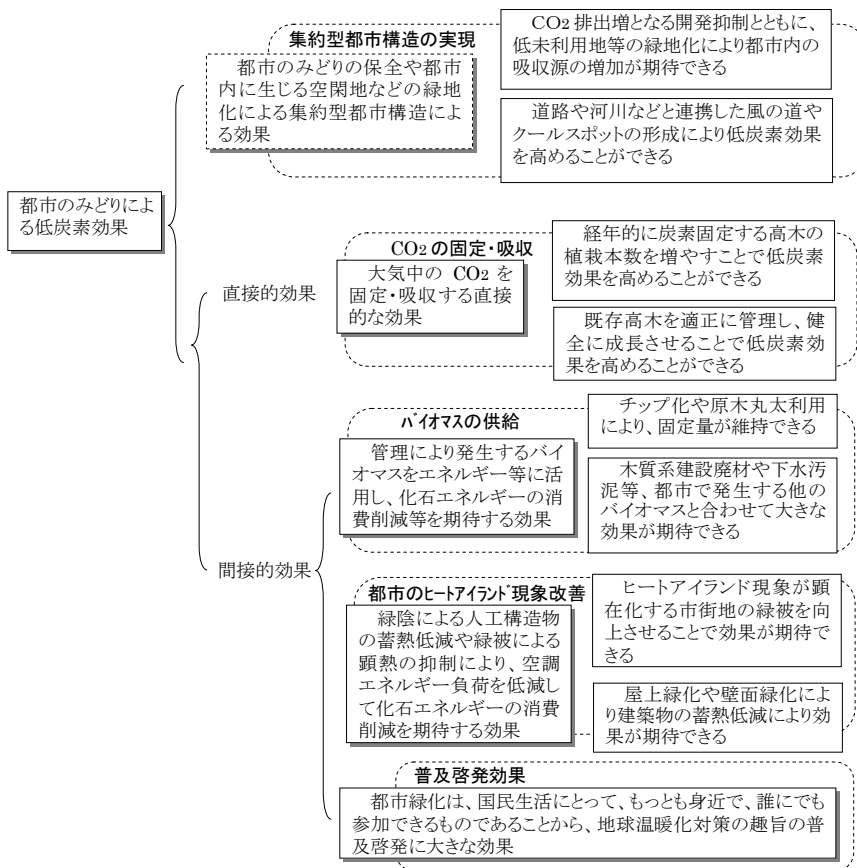 集約型都市構造の実現
都市のみどりの保全や都市
内に生じる空閑地などの緑地
化による集約型都市構造によ
る効果
CO2 排出増となる開発抑制とともに、
低未利用地等の緑地化により都市内の
吸収源の増加が期待できる
道路や河川などと連携した風の道や
クールスポットの形成により低炭素効果
を高めることができる
都市のみどりによ
る低炭素効果
直接的効果
CO2 の固定・吸収
大気中の CO2 を
固定・吸収する直接
的な効果
経年的に炭素固定する高木の
植栽本数を増やすことで低炭素
効果を高めることができる
既存高木を適正に管理し、健
全に成長させることで低炭素効
果を高めることができる
間接的効果
バイオマスの供給
管理により発生するバイ
オマスをエネルギー等に活
用し、化石エネルギーの消
費削減等を期待する効果
チップ化や原木丸太利用
により、固定量が維持できる
木質系建設廃材や下水汚
泥等、都市で発生する他の
バイオマスと合わせて大きな
効果が期待できる
都市のヒートアイランド現象改善
緑陰による人工構造物
の蓄熱低減や緑被による
顕熱の抑制により、空調
エネルギー負荷を低減し
て化石エネルギーの消費
削減を期待する効果
ヒートアイランド現象が顕
在化する市街地の緑被を向
上させることで効果が期待で
きる
屋上緑化や壁面緑化によ
り建築物の蓄熱低減により効
果が期待できる
普及啓発効果
都市緑化は、国民生活にとって、もっとも身近で、誰にでも
参加できるものであることから、地球温暖化対策の趣旨の普
及啓発に大きな効果